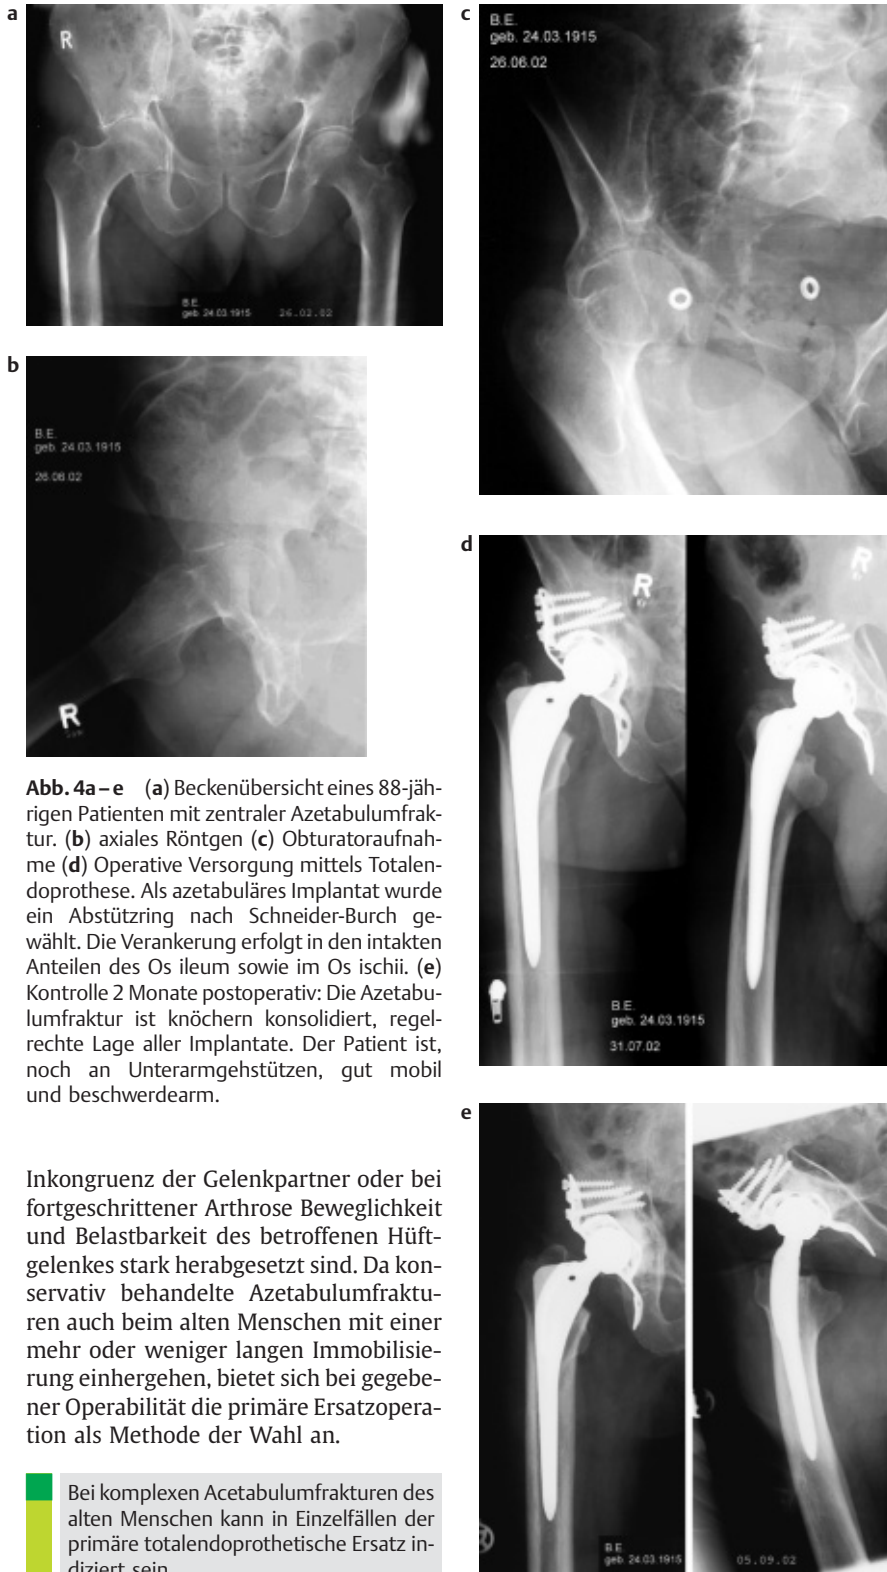 a
R
B.E.
geb. 24.03.1915
26.02.02
b
B.E.
geb. 24.03.1915
26.06.02
R
c
B.E.
geb. 24.03.1915
26.06.02
d
R
R
B.E.
geb. 24.03.1915
31.07.02
e
B.E.
geb. 24.03.1915
05.09.02
Abb. 4a–e (a) Beckenübersicht eines 88-jäh-
rigen Patienten mit zentraler Azetabulumfrak-
tur. (b) axiales Röntgen (c) Obturatoraufnah-
me (d) Operative Versorgung mittels Totalen-
doprothese. Als azetabuläres Implantat wurde
ein Abstützring nach Schneider-Burch ge-
wählt. Die Verankerung erfolgt in den intakten
Anteilen des Os ileum sowie im Os ischii. (e)
Kontrolle 2 Monate postoperativ: Die Azetabu-
lumfraktur ist knöchern konsolidiert, regel-
rechte Lage aller Implantate. Der Patient ist,
noch an Unterarmgehstützen, gut mobil
und beschwerdearm.
Inkongruenz der Gelenkpartner oder bei
fortgeschrittener Arthrose Beweglichkeit
und Belastbarkeit des betroffenen Hüft-
gelenkes stark herabgesetzt sind. Da kon-
servativ behandelte Azetabulumfraktu-
ren auch beim alten Menschen mit einer
mehr oder weniger langen Immobilisie-
rung einhergehen, bietet sich bei gegebe-
ner Operabilität die primäre Ersatzopera-
tion als Methode der Wahl an.
Bei komplexen Acetabulumfrakturen des
alten Menschen kann in Einzelfällen der
primäre totalendoprothetische Ersatz in-
diziert sein